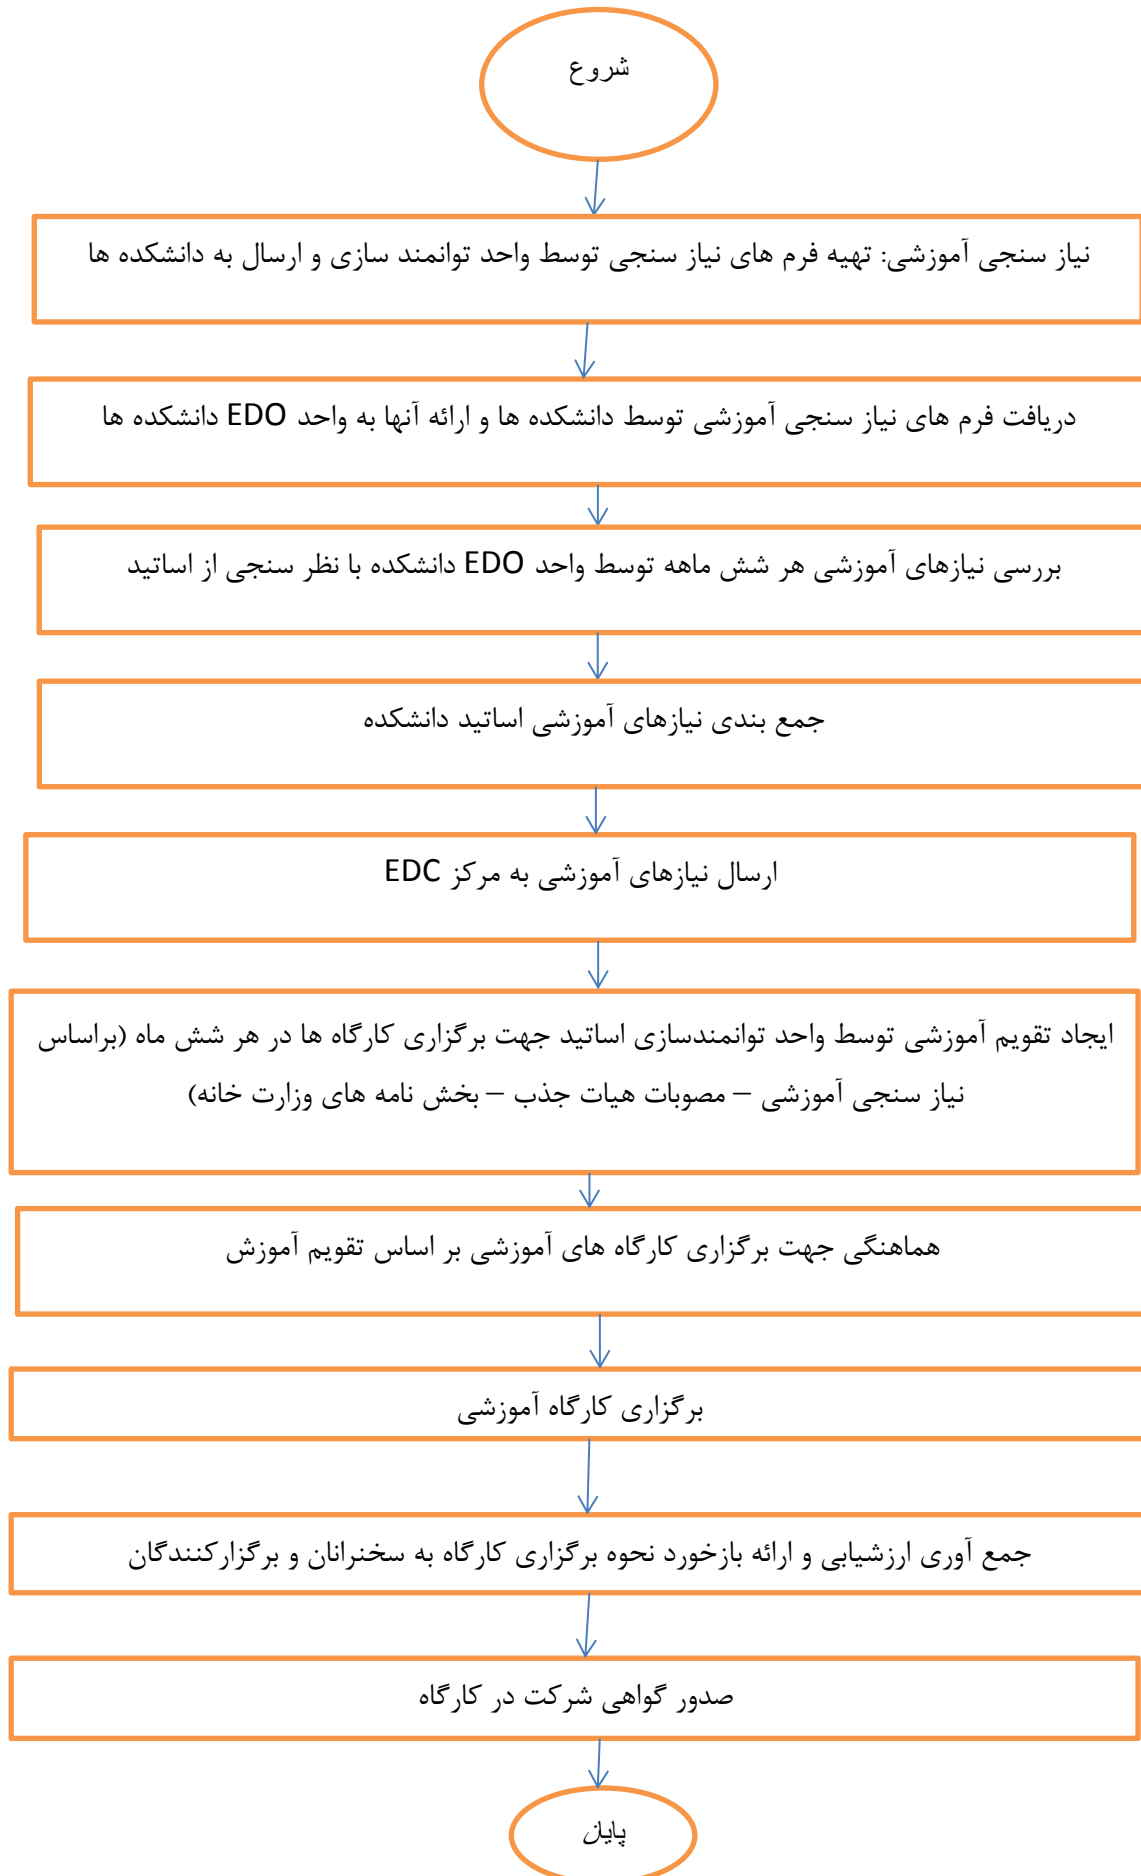 شروع
نیاز سنجی آموزشی: تهیه فرم های نیاز سنجی توسط واحد توانمند سازی و ارسال به دانشکده ها
دریافت فرم های نیاز سنجی آموزشی توسط دانشکده ها و ارائه آنها به واحد EDO دانشکده ها
بررسی نیازهای آموزشی هر شش ماهه توسط واحد EDO دانشکده با نظر سنجی از اساتید
جمع بندی نیازهای آموزشی اساتید دانشکده
ارسال نیازهای آموزشی به مرکز EDC
ایجاد تقویم آموزشی توسط واحد توانمندسازی اساتید جهت برگزاری کارگاه ها در هر شش ماه (براساس
نیاز سنجی آموزشی – مصوبات هیات جذب – بخش نامه های وزارت خانه)
هماهنگی جهت برگزاری کارگاه های آموزشی بر اساس تقویم آموزش
برگزاری کارگاه آموزشی
جمع آوری ارزشیابی و ارائه بازخورد نحوه برگزاری کارگاه به سخنرانان و برگزارکنندگان
صدور گواهی شرکت در کارگاه
پایان